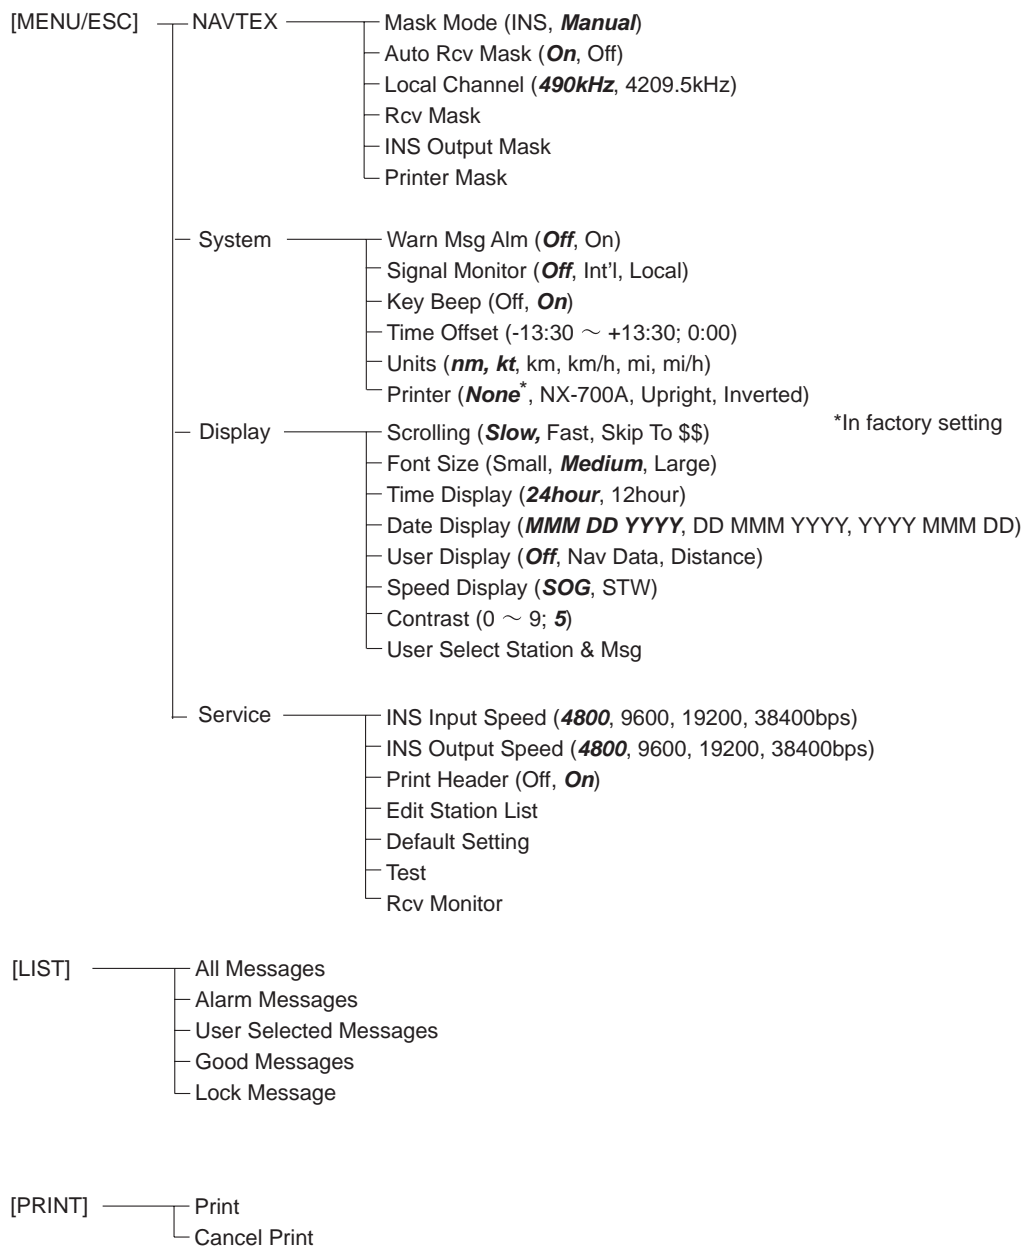 [MENU/ESC] NAVTEX Mask Mode (INS, Manual)
Auto Rcv Mask (On, Off)
Local Channel (490kHz, 4209.5kHz)
Rcv Mask
INS Output Mask
Printer Mask
System Warn Msg Alm (Off, On)
Signal Monitor (Off, Int'l, Local)
Key Beep (Off, On)
Time Offset (-13:30 ～ +13:30; 0:00)
Units (nm, kt, km, km/h, mi, mi/h)
Printer (None*, NX-700A, Upright, Inverted)
*In factory setting
Display Scrolling (Slow, Fast, Skip To $$)
Font Size (Small, Medium, Large)
Time Display (24hour, 12hour)
Date Display (MMM DD YYYY, DD MMM YYYY, YYYY MMM DD)
User Display (Off, Nav Data, Distance)
Speed Display (SOG, STW)
Contrast (0 ～ 9; 5)
User Select Station & Msg
Service INS Input Speed (4800, 9600, 19200, 38400bps)
INS Output Speed (4800, 9600, 19200, 38400bps)
Print Header (Off, On)
Edit Station List
Default Setting
Test
Rcv Monitor
[LIST] All Messages
Alarm Messages
User Selected Messages
Good Messages
Lock Message
[PRINT] Print
Cancel Print